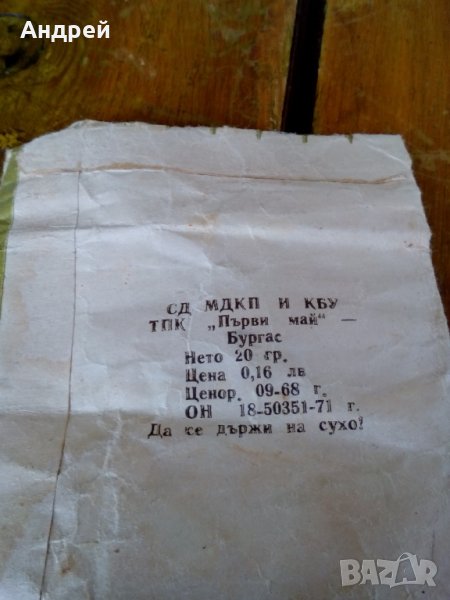 Андрей
СД МДКП И КБУ
ТПК „Първи май“ —
Бургас
Нето 20 гр.
Цена 0,16 лв
Ценор. 09-68 г.
ОН 18-50351-71 г.
Да се държи на сухо!
BAZAR